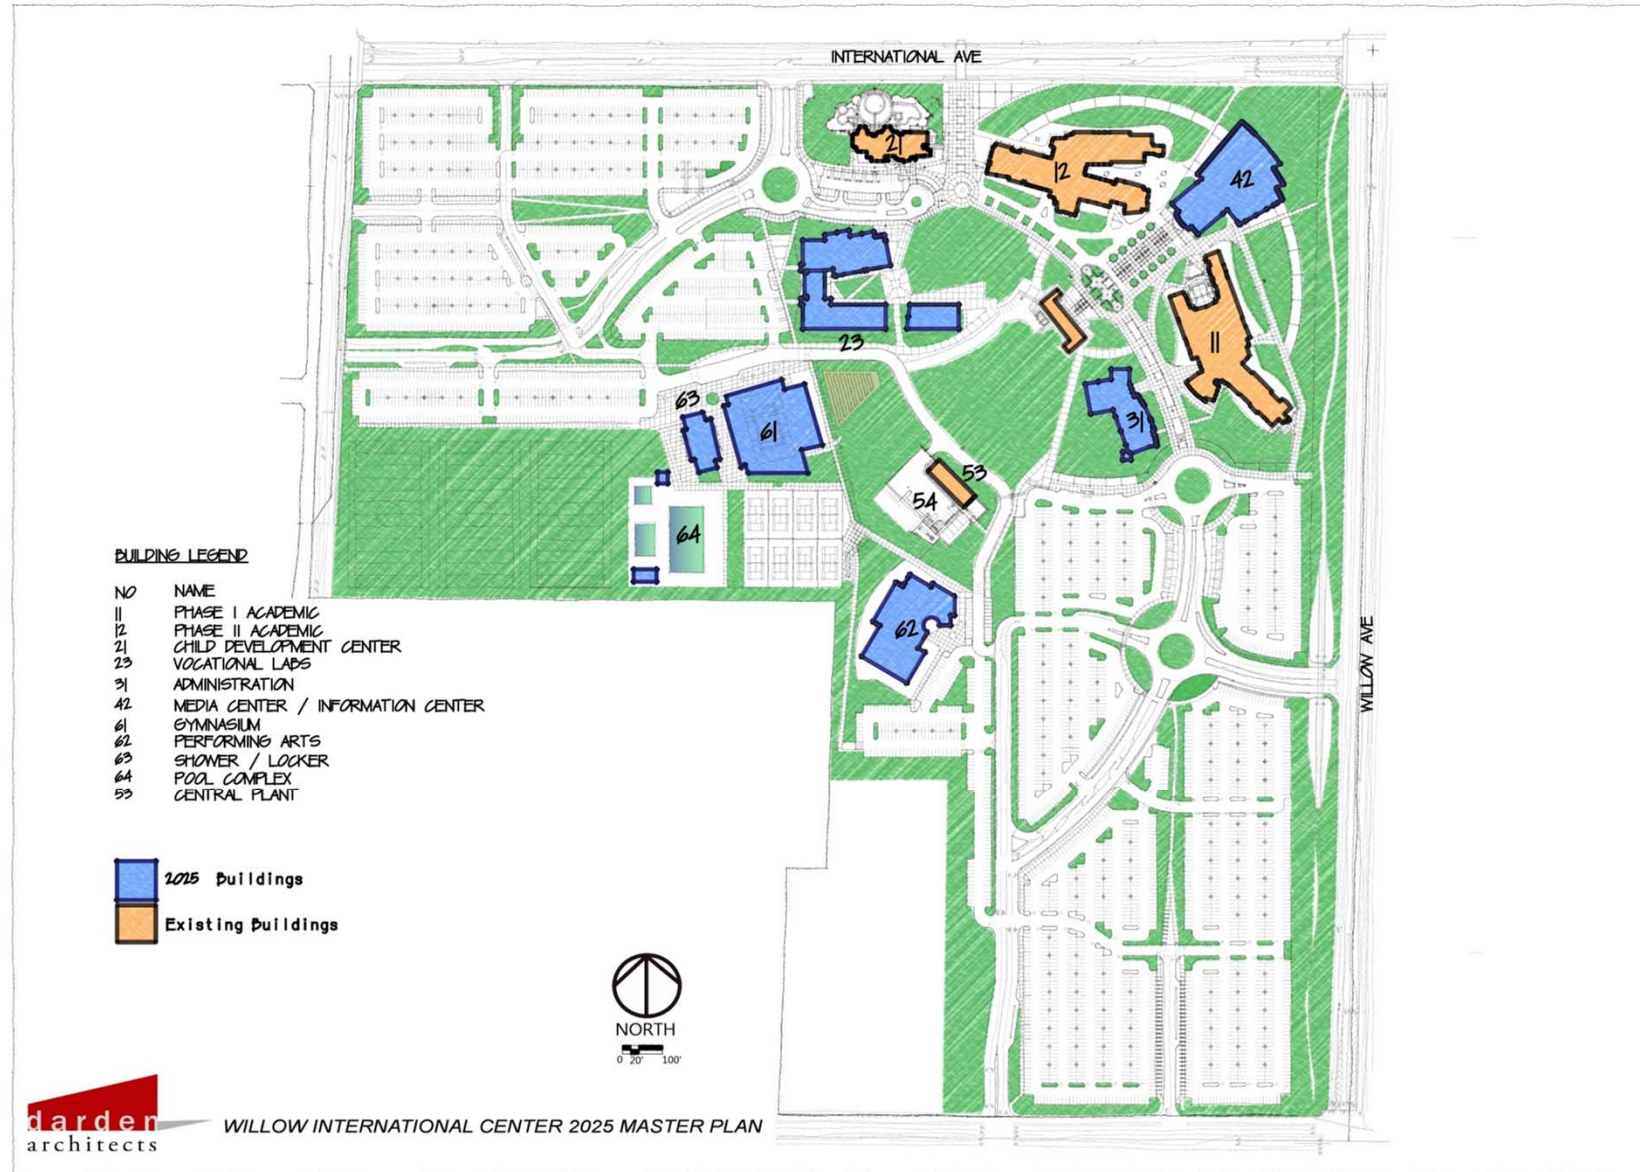 INTERNATIONAL AVE
21
12
42
11
23
63
61
31
53
54
64
62
WILLOW AVE
BUILDING LEGEND
NO NAME
11 PHASE I ACADEMIC
12 PHASE II ACADEMIC
21 CHILD DEVELOPMENT CENTER
23 VOCATIONAL LABS
31 ADMINISTRATION
42 MEDIA CENTER / INFORMATION CENTER
61 GYMNASIUM
62 PERFORMING ARTS
63 SHOWER / LOCKER
64 POOL COMPLEX
53 CENTRAL PLANT
2025 Buildings
Existing Buildings
NORTH
0 20' 100'
darden
architects
WILLOW INTERNATIONAL CENTER 2025 MASTER PLAN